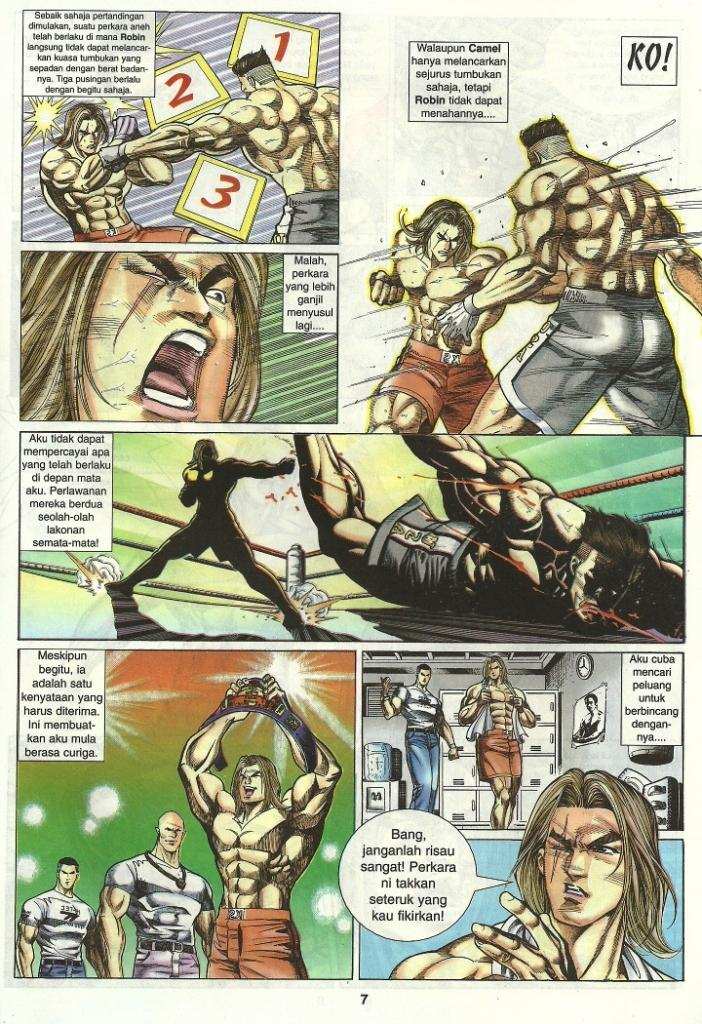 Sebaik sahaja pertandingan
dimulakan, suatu perkara aneh
telah berlaku di mana Robin
langsung tidak dapat melancar-
kan kuasa tumbukan yang
sepadan dengan berat badan-
nya. Tiga pusingan berlalu
dengan begitu sahaja.
1
2
3
Walaupun Camel
hanya melancarkan
sejurus tumbukan
sahaja, tetapi
Robin tidak dapat
menahannya....
KO!
Malah,
perkara
yang lebih
ganjil
menyusul
lagi....
Aku tidak dapat
mempercayai apa
yang telah berlaku
di depan mata
aku. Perlawanan
mereka berdua
seolah-olah
lakonan
semata-mata!
Meskipun
begitu, ia
adalah satu
kenyataan yang
harus diterima.
Ini membuat-
kan aku mula
berasa curiga.
Aku cuba
mencari
peluang
untuk
berbincang
dengan-
nya....
Bang,
janganlah risau
sangat! Perkara
ni takkan
seteruk yang
kau fikirkan!
7